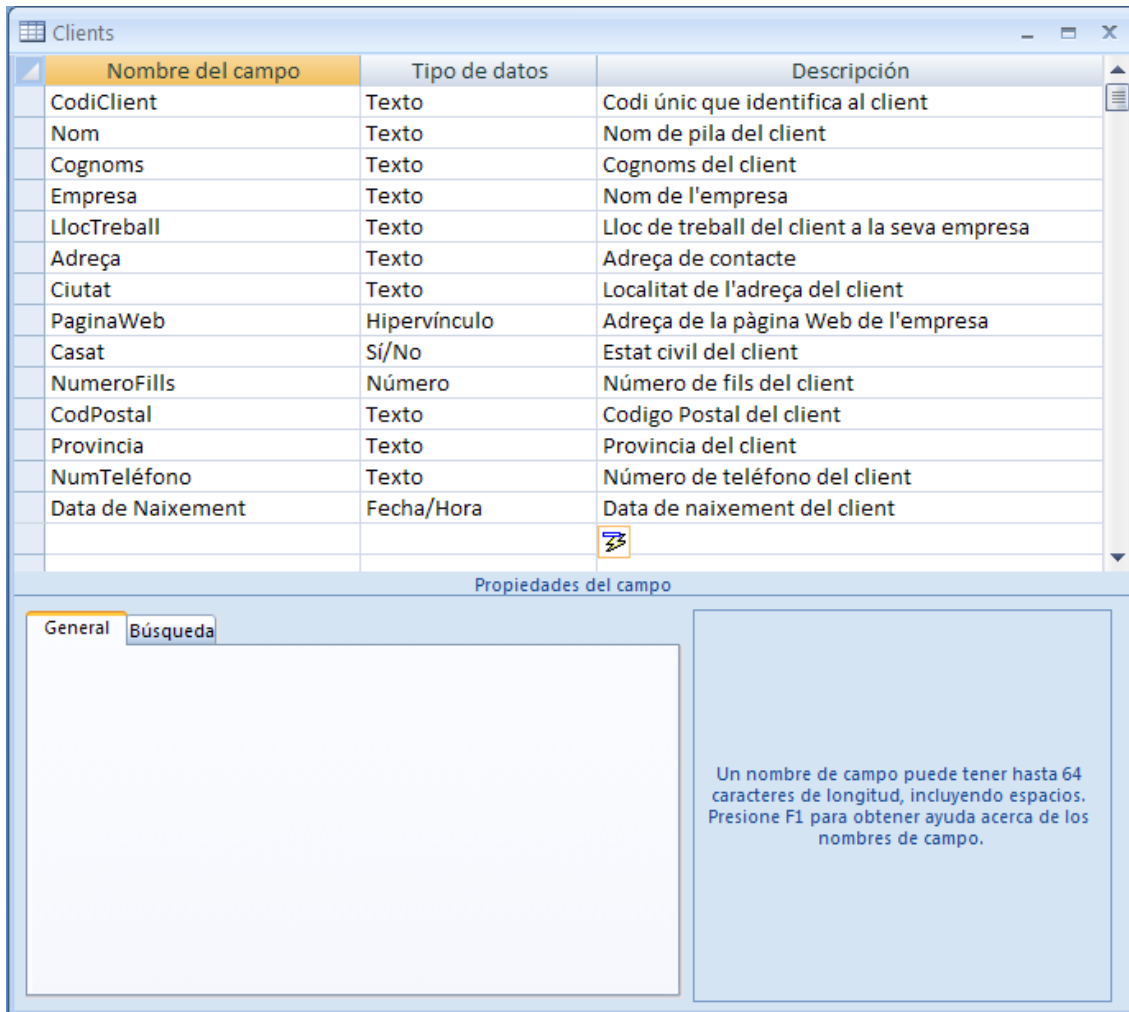 Clients
Nombre del campo Tipo de datos Descripción
CodiClient Texto Codi únic que identifica al client
Nom Texto Nom de pila del client
Cognoms Texto Cognoms del client
Empresa Texto Nom de l'empresa
LlocTreball Texto Lloc de treball del client a la seva empresa
Adreça Texto Adreça de contacte
Ciutat Texto Localitat de l'adreça del client
PaginaWeb Hipervínculo Adreça de la pàgina Web de l'empresa
Casat Sí/No Estat civil del client
NumeroFills Número Número de fils del client
CodPostal Texto Codigo Postal del client
Provincia Texto Provincia del client
NumTeléfono Texto Número de teléfono del client
Data de Naixement Fecha/Hora Data de naixement del client
Propiedades del campo
General Búsqueda
Un nombre de campo puede tener hasta 64
caracteres de longitud, incluyendo espacios.
Presione F1 para obtener ayuda acerca de los
nombres de campo.